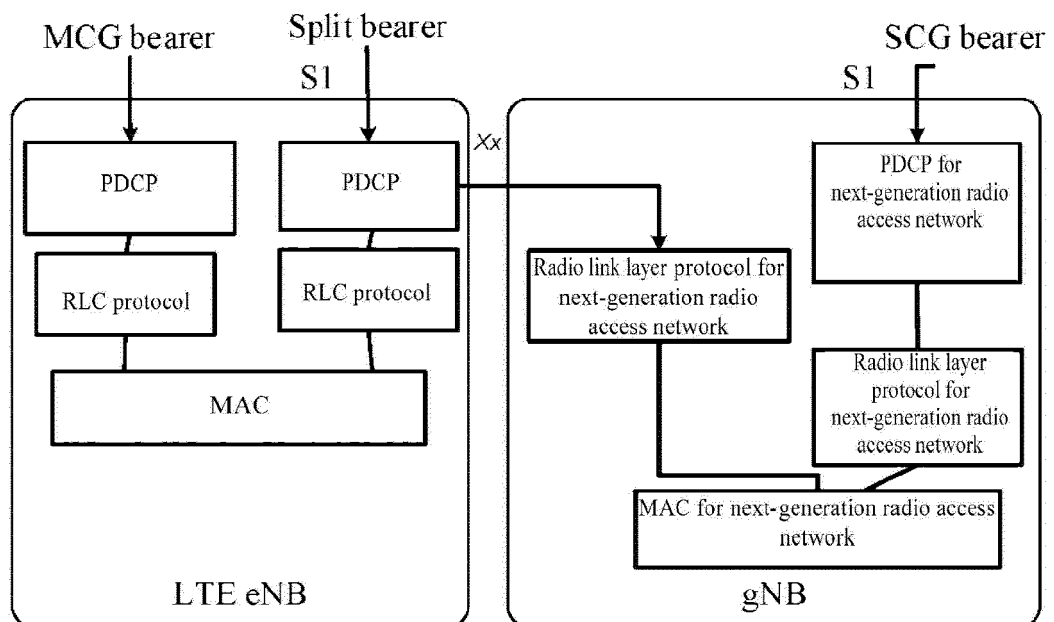 MCG bearer
Split bearer
SCG bearer
S1
S1
Xx
PDCP
PDCP
PDCP for
next-generation radio
access network
RLC protocol
RLC protocol
Radio link layer protocol for
next-generation radio
access network
MAC
Radio link layer
protocol for
next-generation radio
access network
MAC for next-generation radio access
network
LTE eNB
gNB